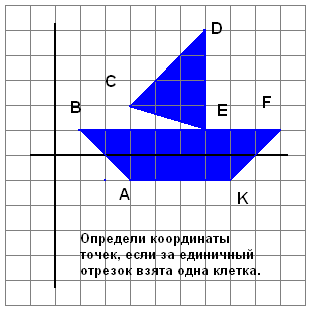 D
C
B
E
F
A
K
Определи координаты
точек, если за единичный
отрезок взята одна клетка.